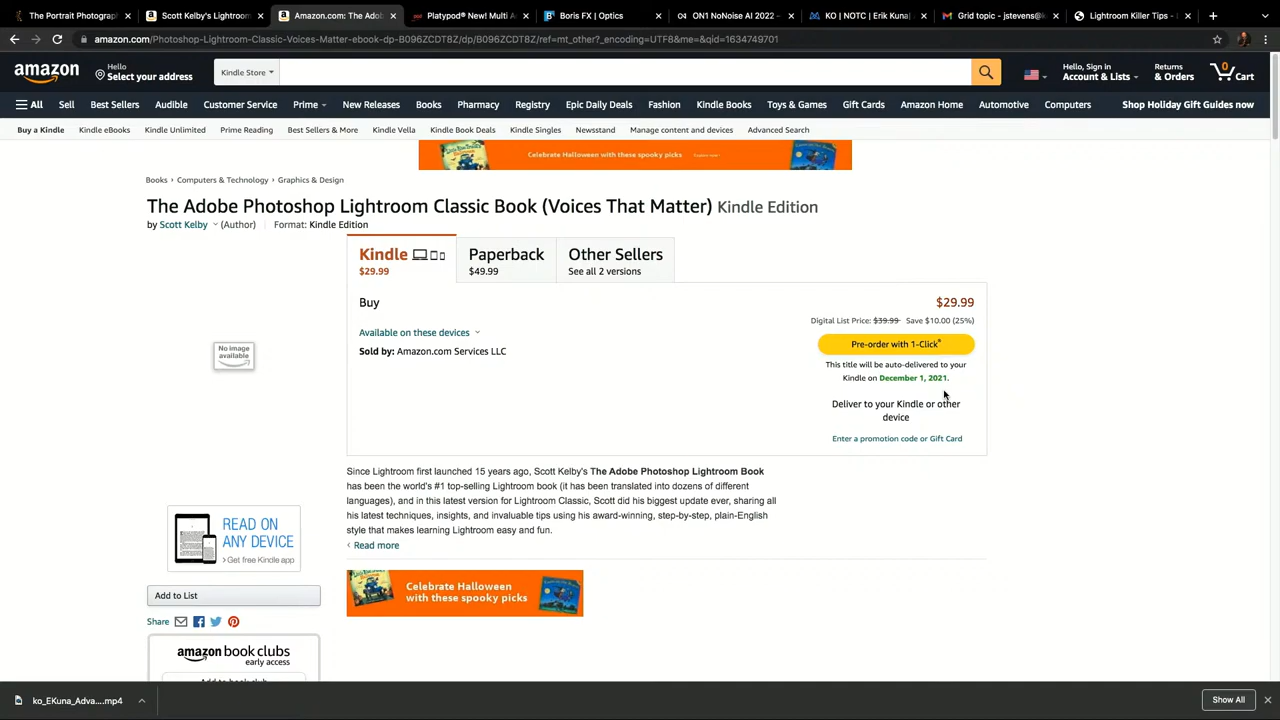 The Portrait Photograph
Scott Kelby's Lightroom
Amazon.com: The Adob
Platypod® New! Multi A
Boris FX | Optics
ON1 NoNoise AI 2022 –
KO | NOTC | Erik Kuna|
Grid topic - jstevens@k
Lightroom Killer Tips -
amazon.com/Photoshop-Lightroom-Classic-Voices-Matter-ebook-dp-B096ZCDT8Z/dp/B096ZCDT8Z/ref=mt_other?_encoding=UTF8&me=&qid=1634749701
amazon
Hello
Select your address
Kindle Store
Hello, Sign in
Account & Lists
Returns
& Orders
0
Cart
All
Sell
Best Sellers
Audible
Customer Service
Prime
New Releases
Books
Pharmacy
Registry
Epic Daily Deals
Fashion
Kindle Books
Toys & Games
Gift Cards
Amazon Home
Automotive
Computers
Shop Holiday Gift Guides now
Buy a Kindle
Kindle eBooks
Kindle Unlimited
Prime Reading
Best Sellers & More
Kindle Vella
Kindle Book Deals
Kindle Singles
Newsstand
Manage content and devices
Advanced Search
Celebrate Halloween with these spooky picks
Explore now›
Books › Computers & Technology › Graphics & Design
The Adobe Photoshop Lightroom Classic Book (Voices That Matter) Kindle Edition
by Scott Kelby (Author) Format: Kindle Edition
Kindle
$29.99
Paperback
$49.99
Other Sellers
See all 2 versions
Buy
$29.99
Digital List Price: $39.99 Save $10.00 (25%)
Available on these devices
Sold by: Amazon.com Services LLC
Pre-order with 1-Click®
This title will be auto-delivered to your
Kindle on December 1, 2021.
Deliver to your Kindle or other
device
Enter a promotion code or Gift Card
No image
available
Since Lightroom first launched 15 years ago, Scott Kelby's The Adobe Photoshop Lightroom Book
has been the world's #1 top-selling Lightroom book (it has been translated into dozens of different
languages), and in this latest version for Lightroom Classic, Scott did his biggest update ever, sharing all
his latest techniques, insights, and invaluable tips using his award-winning, step-by-step, plain-English
style that makes learning Lightroom easy and fun.
Read more
READ ON
ANY DEVICE
› Get free Kindle app
Celebrate Halloween
with these spooky picks
Add to List
Share
amazon book clubs
early access
Add to book club
ko_EKuna_Adva....mp4
Show All